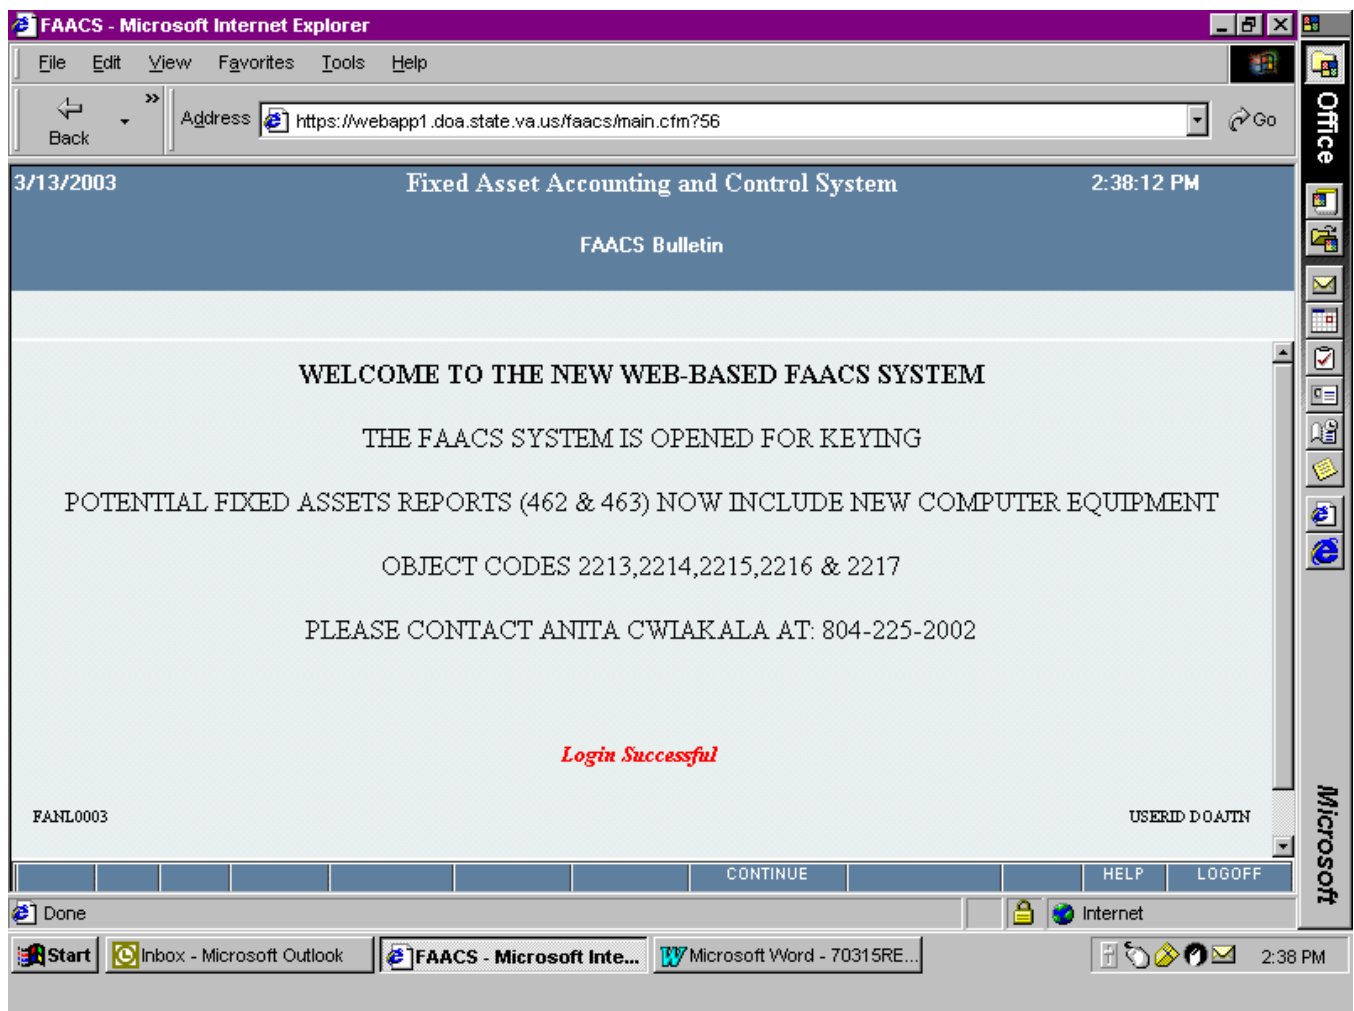 FAACS - Microsoft Internet Explorer
File Edit View Favorites Tools Help
Back
»
Address https://webapp1.doa.state.va.us/faacs/main.cfm?56
Go
Office
3/13/2003 Fixed Asset Accounting and Control System 2:38:12 PM
FAACS Bulletin
WELCOME TO THE NEW WEB-BASED FAACS SYSTEM
THE FAACS SYSTEM IS OPENED FOR KEYING
POTENTIAL FIXED ASSETS REPORTS (462 & 463) NOW INCLUDE NEW COMPUTER EQUIPMENT
OBJECT CODES 2213,2214,2215,2216 & 2217
PLEASE CONTACT ANITA CWIAKALA AT: 804-225-2002
Login Successful
FANL0003 USERID DOAJTN
CONTINUE HELP LOGOFF
Microsoft
Done Internet
Start Inbox - Microsoft Outlook FAACS - Microsoft Inte... Microsoft Word - 70315RE... 2:38 PM